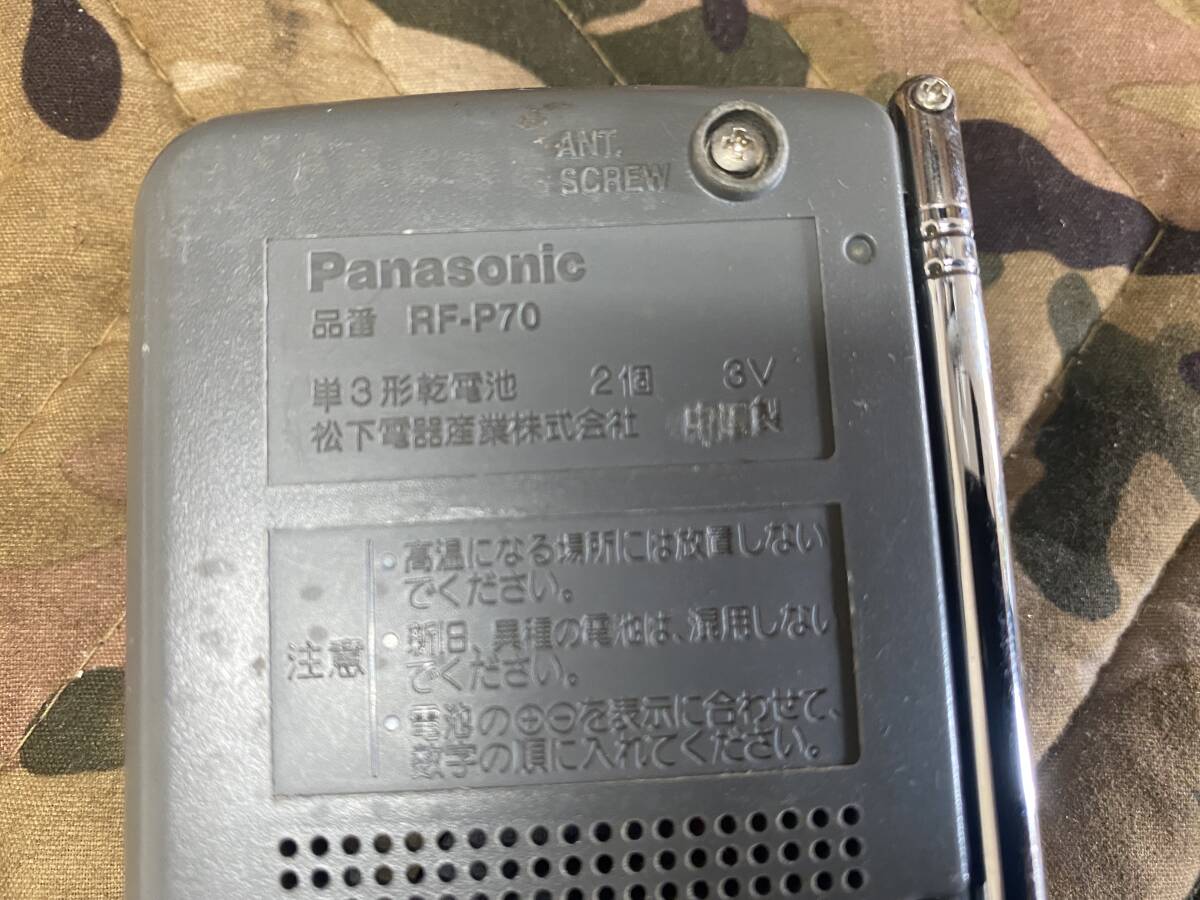 ANT.
SCREW
Panasonic
品番 RF-P70
単3形乾電池 2個 3V
松下電器産業株式会社 中国製
注意
・高温になる場所には放置しない
でください。
・新旧、異種の電池は、混用しない
でください。
・電池の⊕⊖を表示に合わせて、
数字の順に入れてください。